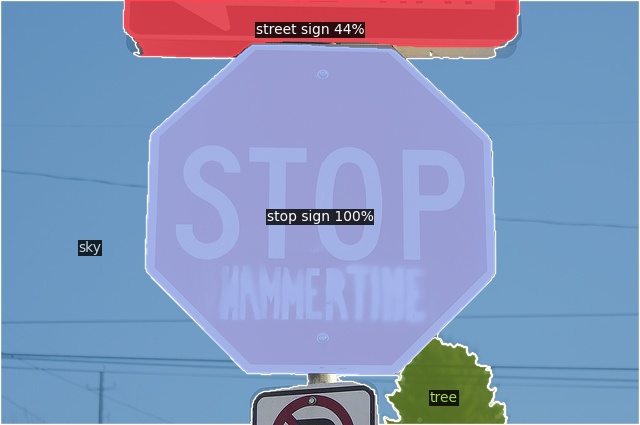 street sign 44%
STOP
stop sign 100%
sky
HAMMERTIME
tree